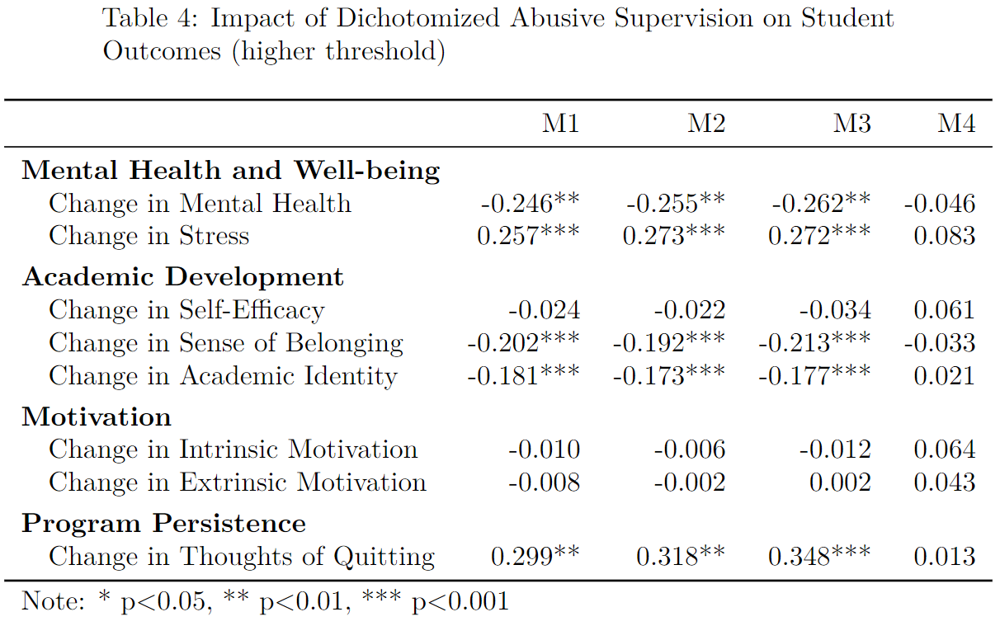 Table 4: Impact of Dichotomized Abusive Supervision on Student
Outcomes (higher threshold)
M1 M2 M3 M4
Mental Health and Well-being
Change in Mental Health -0.246** -0.255** -0.262** -0.046
Change in Stress 0.257*** 0.273*** 0.272*** 0.083
Academic Development
Change in Self-Efficacy -0.024 -0.022 -0.034 0.061
Change in Sense of Belonging -0.202*** -0.192*** -0.213*** -0.033
Change in Academic Identity -0.181*** -0.173*** -0.177*** 0.021
Motivation
Change in Intrinsic Motivation -0.010 -0.006 -0.012 0.064
Change in Extrinsic Motivation -0.008 -0.002 0.002 0.043
Program Persistence
Change in Thoughts of Quitting 0.299** 0.318** 0.348*** 0.013
Note: * p<0.05, ** p<0.01, *** p<0.001